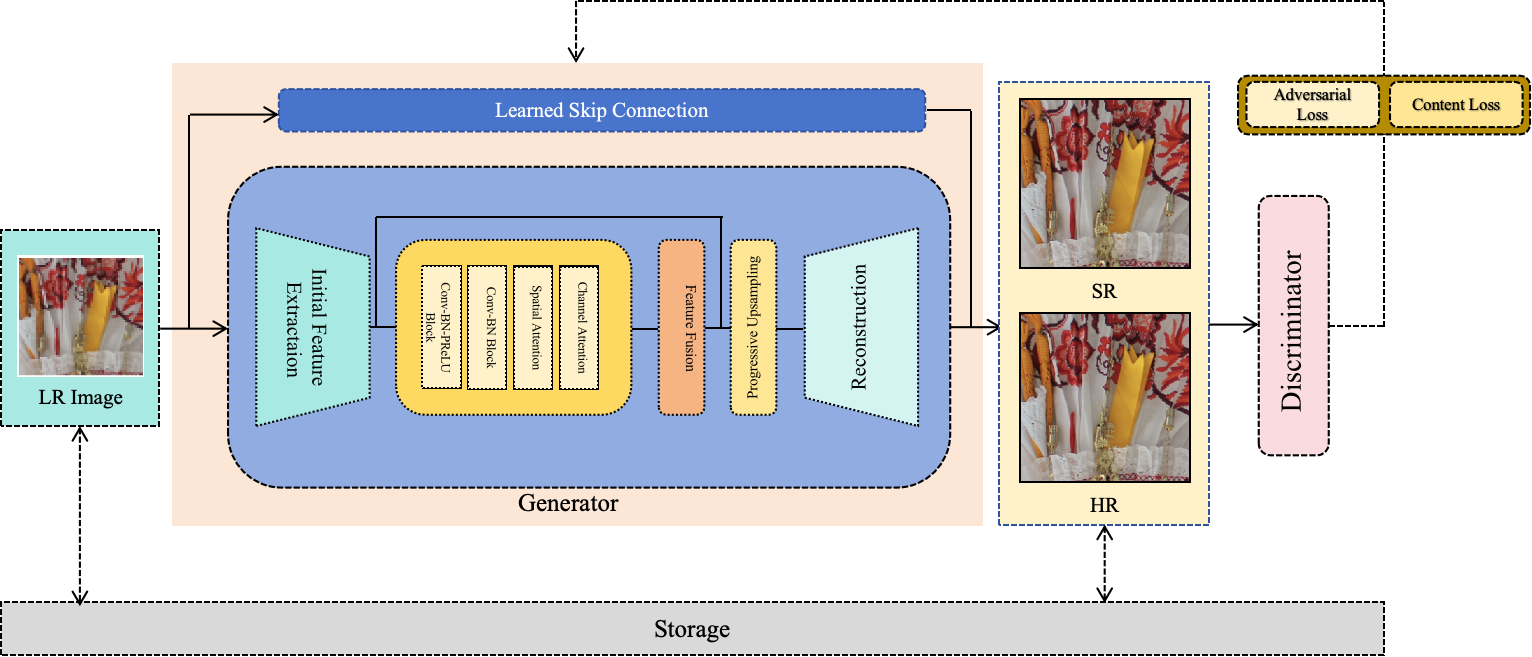 Learned Skip Connection
Adversarial
Loss
Content Loss
LR Image
Initial Feature
Extractaion
Conv-BN-PReLU
Block
Conv-BN Block
Spatial Attention
Channel Attention
Feature Fusion
Progressive Upsampling
Reconstruction
Generator
SR
HR
Discriminator
Storage